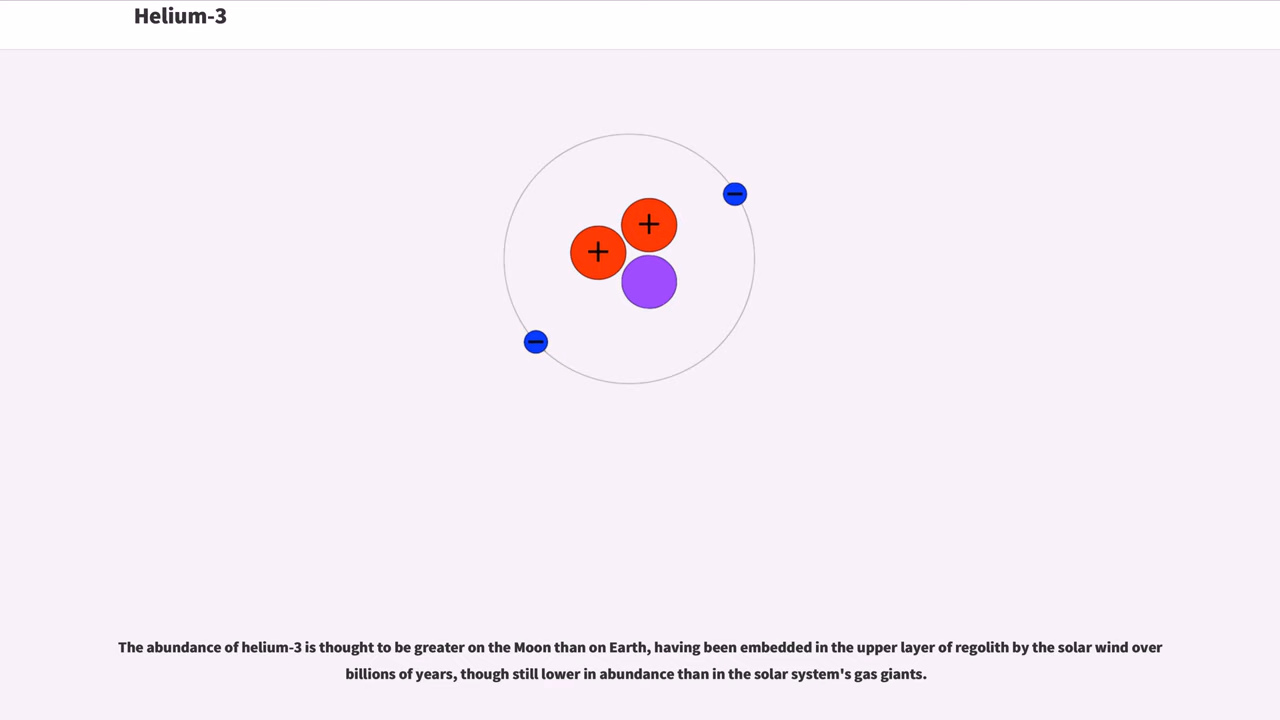 Helium-3
+
+
−
−
The abundance of helium-3 is thought to be greater on the Moon than on Earth, having been embedded in the upper layer of regolith by the solar wind over
billions of years, though still lower in abundance than in the solar system's gas giants.